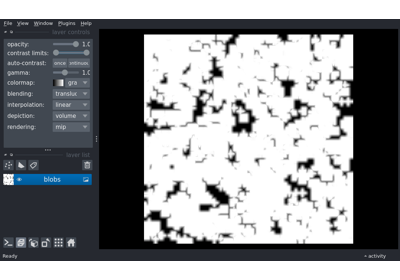 File View Window Plugins Help
layer controls
opacity: 1.0
contrast limits:
auto-contrast: once
gamma: 1.0
colormap: gra
blending: translu
interpolation: linear
depiction: volume
rendering: mip
layer list
blobs
Ready
activity